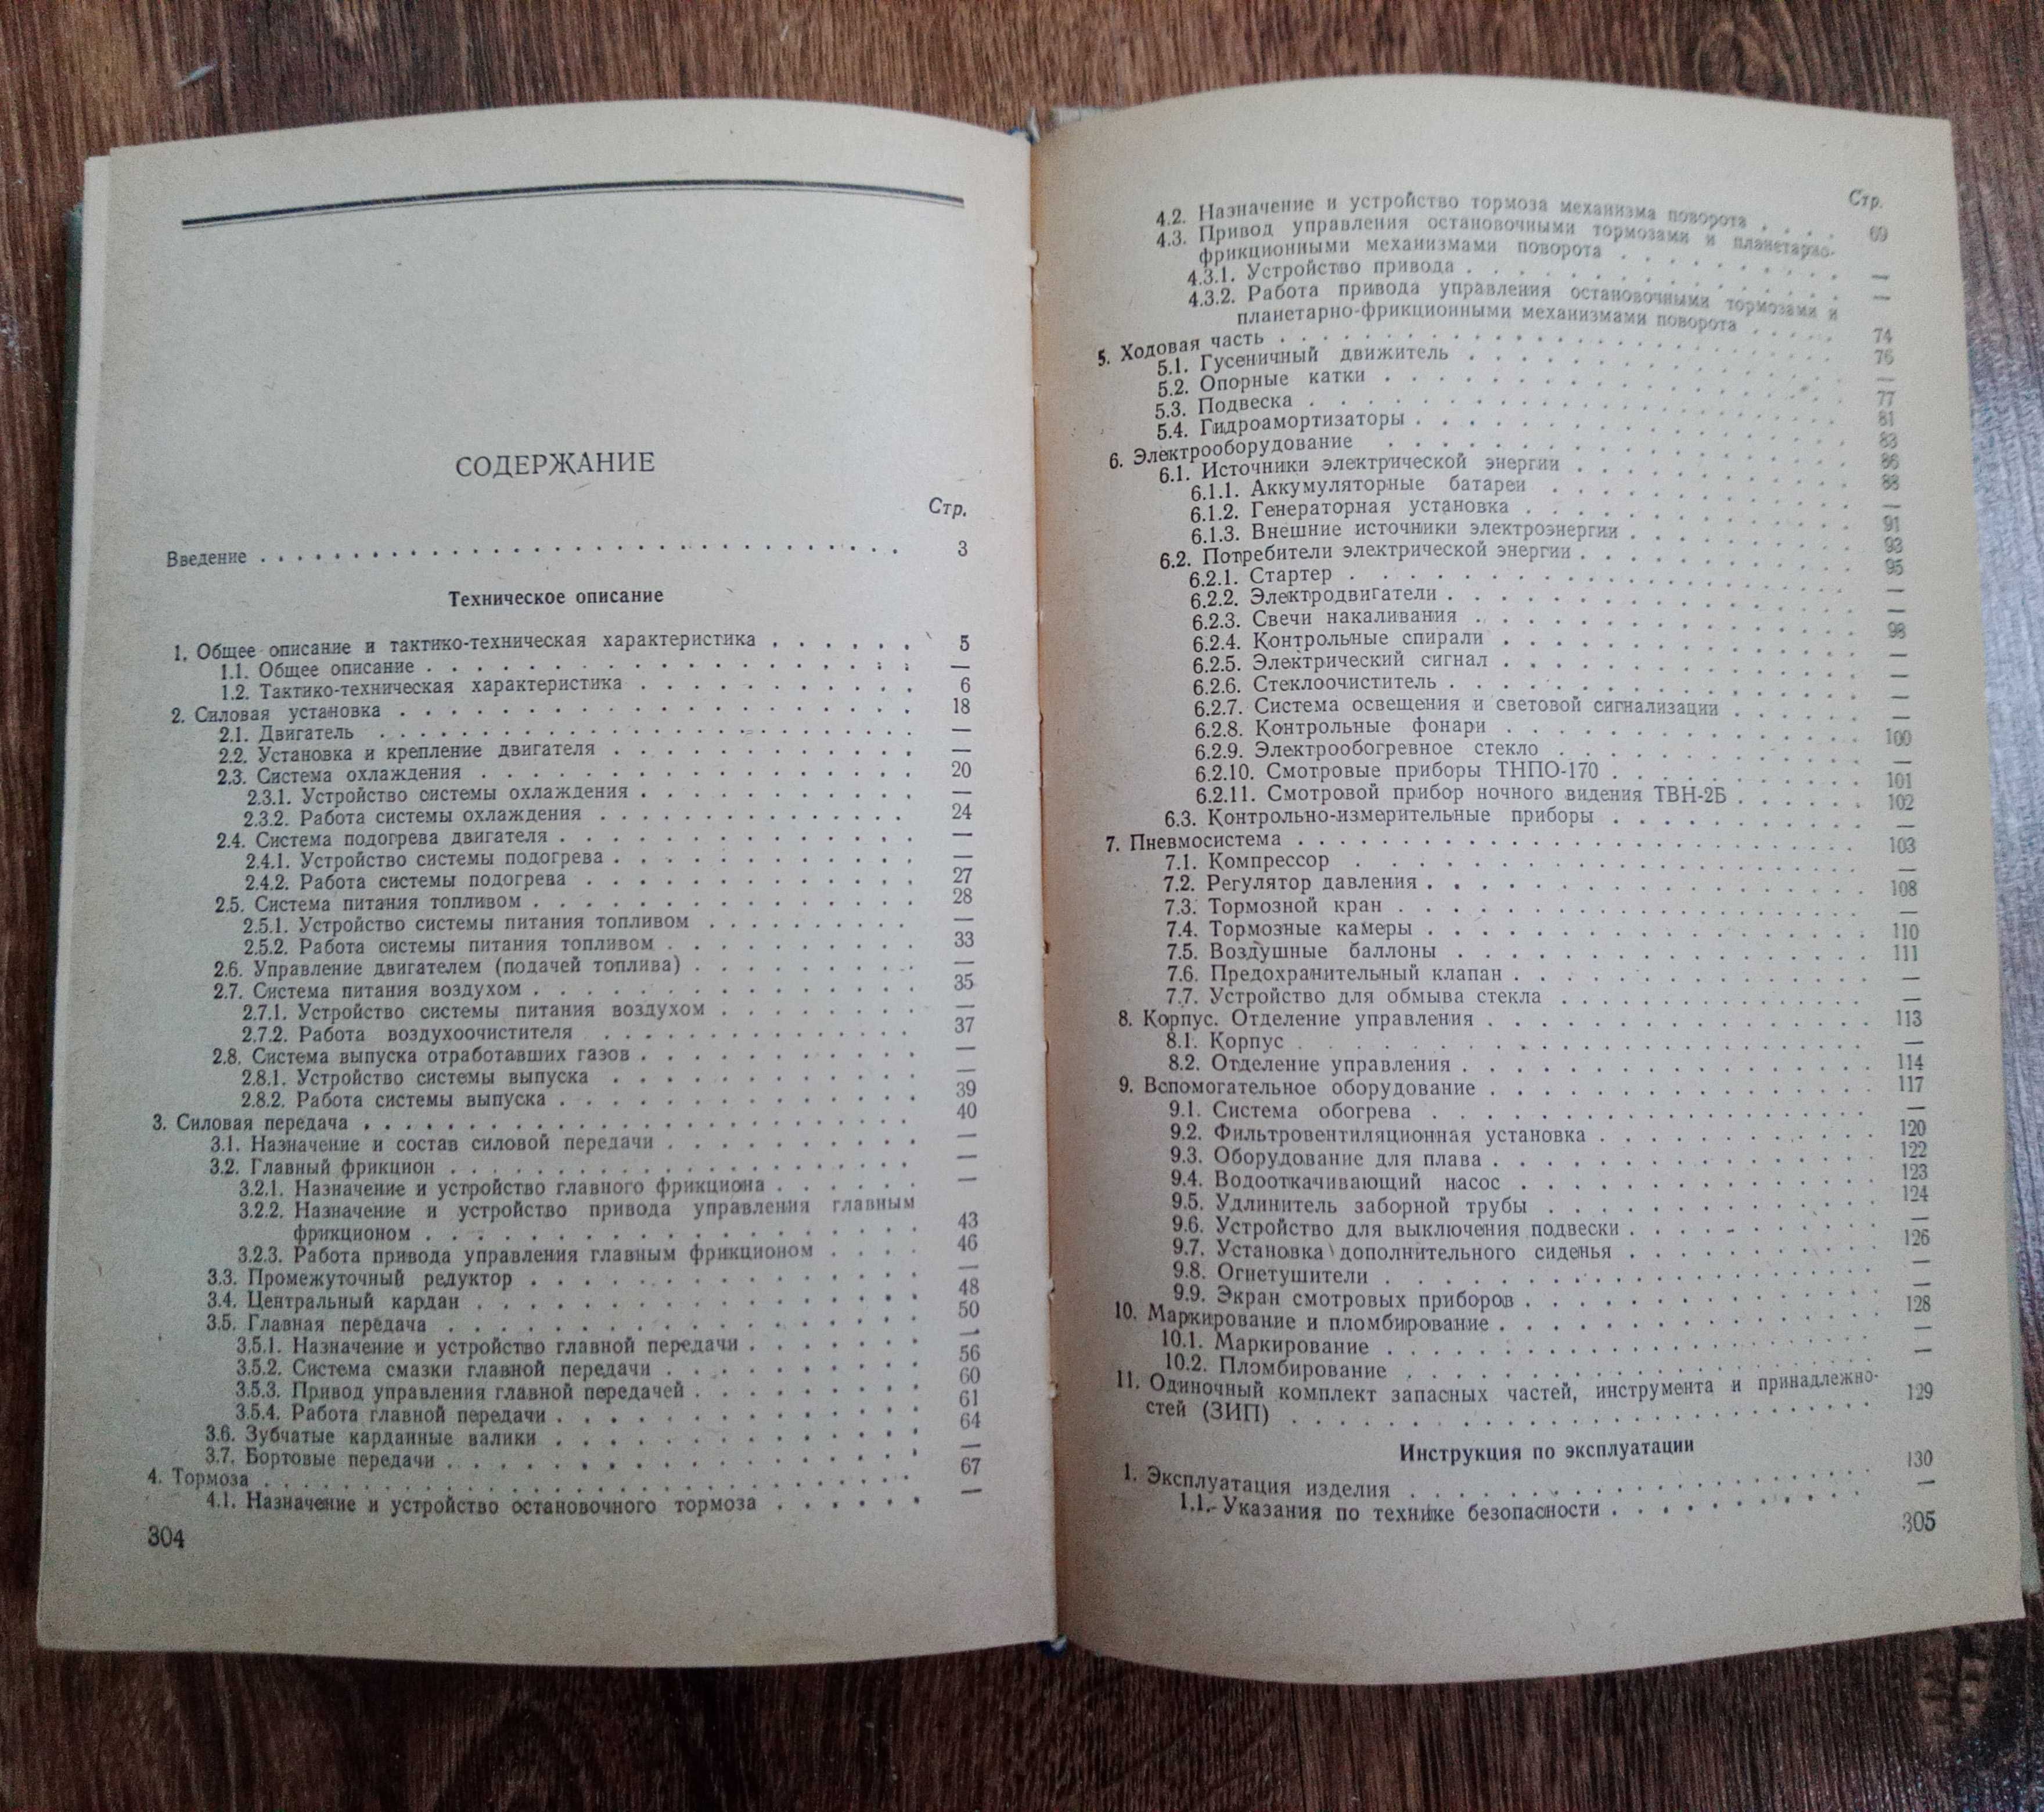 СОДЕРЖАНИЕ
Стр.
Введение . . . . . 3
Техническое описание
1. Общее описание и тактико-техническая характеристика . . . . . 5
1.1. Общее описание . . . . . —
1.2. Тактико-техническая характеристика . . . . . 6
2. Силовая установка . . . . . 18
2.1. Двигатель . . . . . —
2.2. Установка и крепление двигателя . . . . . —
2.3. Система охлаждения . . . . . 20
2.3.1. Устройство системы охлаждения . . . . . —
2.3.2. Работа системы охлаждения . . . . . 24
2.4. Система подогрева двигателя . . . . . —
2.4.1. Устройство системы подогрева . . . . . —
2.4.2. Работа системы подогрева . . . . . 27
2.5. Система питания топливом . . . . . 28
2.5.1. Устройство системы питания топливом . . . . . —
2.5.2. Работа системы питания топливом . . . . . 33
2.6. Управление двигателем (подачей топлива) . . . . . —
2.7. Система питания воздухом . . . . . 35
2.7.1. Устройство системы питания воздухом . . . . . —
2.7.2. Работа воздухоочистителя . . . . . 37
2.8. Система выпуска отработавших газов . . . . . —
2.8.1. Устройство системы выпуска . . . . . —
2.8.2. Работа системы выпуска . . . . . 39
3. Силовая передача . . . . . 40
3.1. Назначение и состав силовой передачи . . . . . —
3.2. Главный фрикцион . . . . . —
3.2.1. Назначение и устройство главного фрикциона . . . . . —
3.2.2. Назначение и устройство привода управления главным
фрикционом . . . . . 43
3.2.3. Работа привода управления главным фрикционом . . . . 46
3.3. Промежуточный редуктор . . . . . —
3.4. Центральный кардан . . . . . 48
3.5. Главная передача . . . . . 50
3.5.1. Назначение и устройство главной передачи . . . . . —
3.5.2. Система смазки главной передачи . . . . . 56
3.5.3. Привод управления главной передачей . . . . . 60
3.5.4. Работа главной передачи . . . . . 61
3.6. Зубчатые карданные валики . . . . . 64
3.7. Бортовые передачи . . . . . —
4. Тормоза . . . . . 67
4.1. Назначение и устройство остановочного тормоза . . . . . —
304
Стр.
4.2. Назначение и устройство тормоза механизма поворота . . . . 69
4.3. Привод управления остановочными тормозами и планетарно-
фрикционными механизмами поворота . . . . . —
4.3.1. Устройство привода . . . . . —
4.3.2. Работа привода управления остановочными тормозами и
планетарно-фрикционными механизмами поворота . . . . . 74
5. Ходовая часть . . . . . 76
5.1. Гусеничный движитель . . . . . —
5.2. Опорные катки . . . . . 77
5.3. Подвеска . . . . . 81
5.4. Гидроамортизаторы . . . . . 83
6. Электрооборудование . . . . . 86
6.1. Источники электрической энергии . . . . . 88
6.1.1. Аккумуляторные батареи . . . . . —
6.1.2. Генераторная установка . . . . . 91
6.1.3. Внешние источники электроэнергии . . . . . 93
6.2. Потребители электрической энергии . . . . . 95
6.2.1. Стартер . . . . . —
6.2.2. Электродвигатели . . . . . —
6.2.3. Свечи накаливания . . . . . 98
6.2.4. Контрольные спирали . . . . . —
6.2.5. Электрический сигнал . . . . . —
6.2.6. Стеклоочиститель . . . . . —
6.2.7. Система освещения и световой сигнализации . . . . . —
6.2.8. Контрольные фонари . . . . . 100
6.2.9. Электрообогревное стекло . . . . . —
6.2.10. Смотровые приборы ТНПО-170 . . . . . 101
6.2.11. Смотровой прибор ночного видения ТВН-2Б . . . . . 102
6.3. Контрольно-измерительные приборы . . . . . —
7. Пневмосистема . . . . . 103
7.1. Компрессор . . . . . —
7.2. Регулятор давления . . . . . 108
7.3. Тормозной кран . . . . . —
7.4. Тормозные камеры . . . . . 110
7.5. Воздушные баллоны . . . . . 111
7.6. Предохранительный клапан . . . . . —
7.7. Устройство для обмыва стекла . . . . . —
8. Корпус. Отделение управления . . . . . 113
8.1. Корпус . . . . . —
8.2. Отделение управления . . . . . 114
9. Вспомогательное оборудование . . . . . 117
9.1. Система обогрева . . . . . —
9.2. Фильтровентиляционная установка . . . . . 120
9.3. Оборудование для плава . . . . . 122
9.4. Водооткачивающий насос . . . . . 123
9.5. Удлинитель заборной трубы . . . . . 124
9.6. Устройство для выключения подвески . . . . . —
9.7. Установка дополнительного сиденья . . . . . 126
9.8. Огнетушители . . . . . —
9.9. Экран смотровых приборов . . . . . —
10. Маркирование и пломбирование . . . . . 128
10.1. Маркирование . . . . . —
10.2. Пломбирование . . . . . —
11. Одиночный комплект запасных частей, инструмента и принадлежно-
стей (ЗИП) . . . . . 129
Инструкция по эксплуатации
1. Эксплуатация изделия . . . . . 130
1.1. Указания по технике безопасности . . . . . —
305